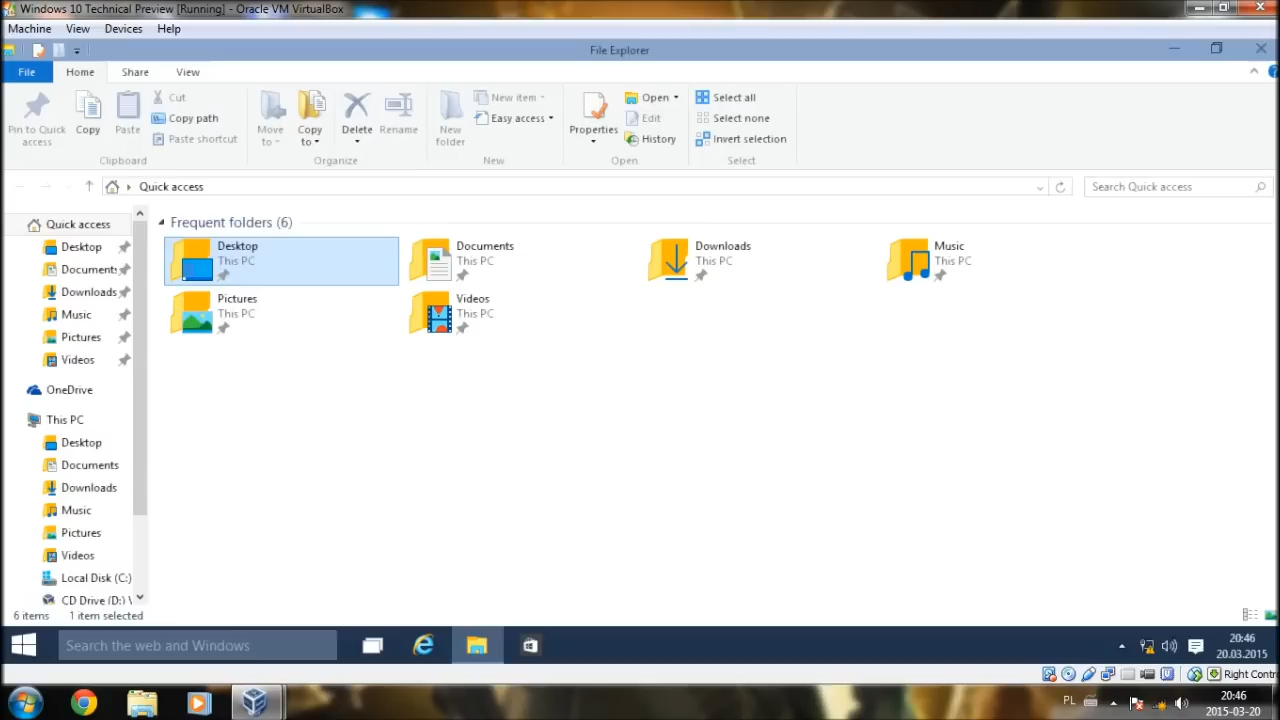 Windows 10 Technical Preview [Running] - Oracle VM VirtualBox
Machine View Devices Help
File Explorer
File Home Share View
Pin to Quick access
Copy
Paste
Cut
Copy path
Paste shortcut
Clipboard
Move to
Copy to
Delete
Rename
Organize
New folder
New item
Easy access
New
Properties
Open
Edit
History
Open
Select all
Select none
Invert selection
Select
Quick access
Search Quick access
Quick access
Desktop
Documents
Downloads
Music
Pictures
Videos
OneDrive
This PC
Desktop
Documents
Downloads
Music
Pictures
Videos
Local Disk (C:)
CD Drive (D:)
Frequent folders (6)
Desktop
This PC
Documents
This PC
Downloads
This PC
Music
This PC
Pictures
This PC
Videos
This PC
6 items 1 item selected
Search the web and Windows
20:46
20.03.2015
Right Contr
PL
20:46
2015-03-20